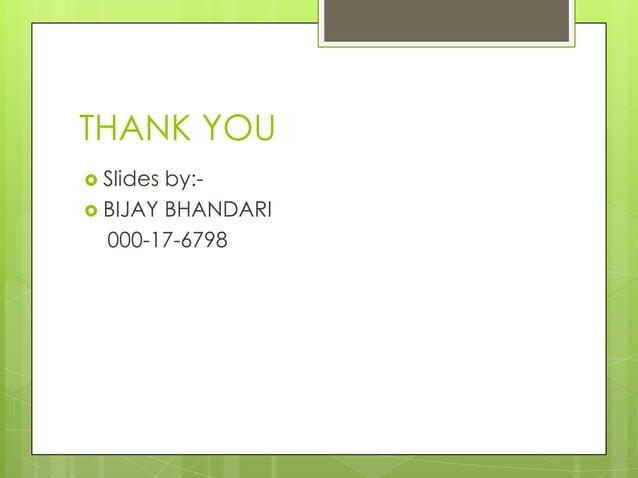 THANK YOU
Slides by:-
BIJAY BHANDARI
000-17-6798